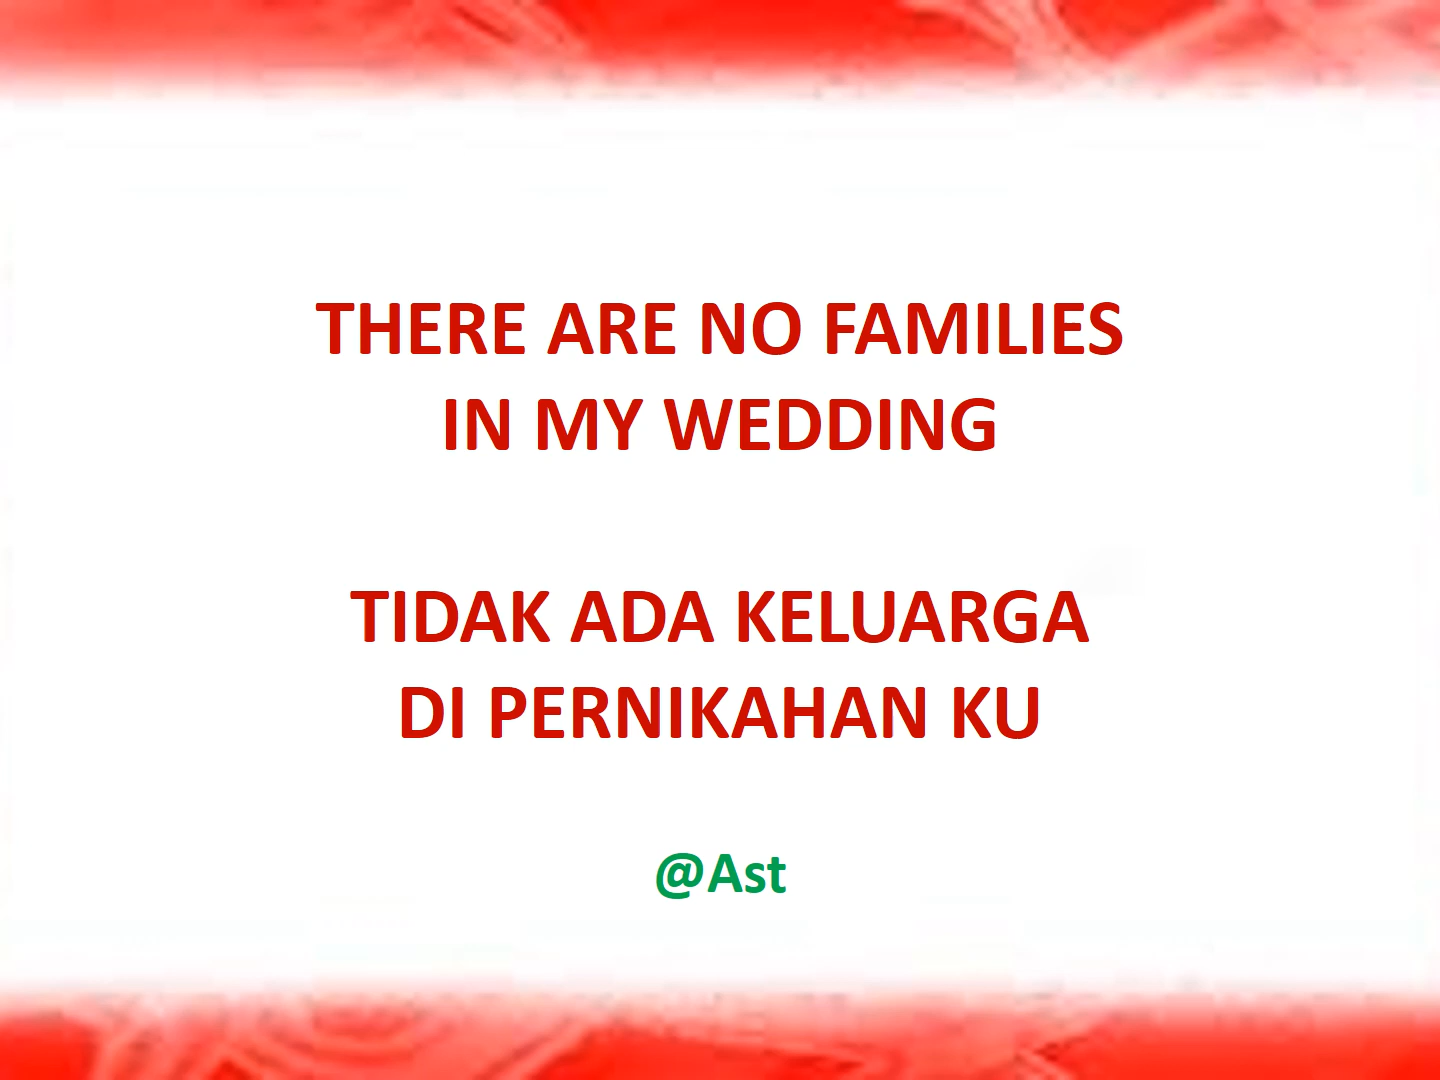 THERE ARE NO FAMILIES
IN MY WEDDING
TIDAK ADA KELUARGA
DI PERNIKAHAN KU
@Ast